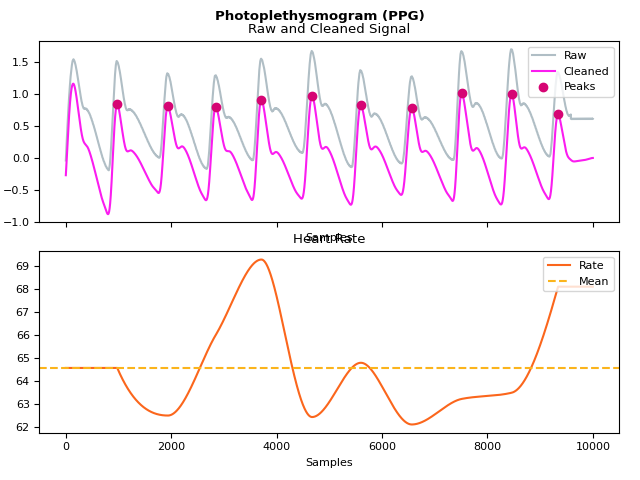 Photoplethysmogram (PPG)
Raw and Cleaned Signal
Raw
Cleaned
Peaks
1.5
1.0
0.5
0.0
−0.5
−1.0
Samples
Heart Rate
Rate
Mean
69
68
67
66
65
64
63
62
0 2000 4000 6000 8000 10000
Samples